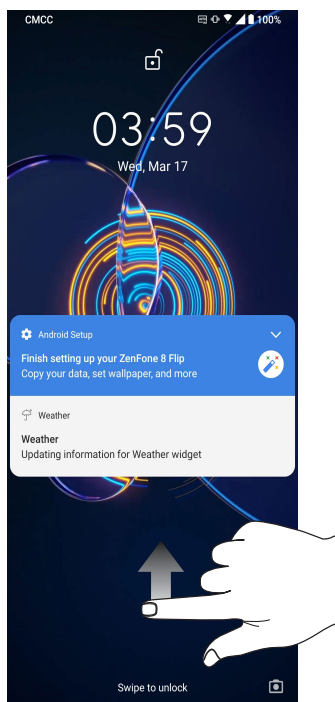 CMCC 100%
03:59
Wed, Mar 17
Android Setup
Finish setting up your ZenFone 8 Flip
Copy your data, set wallpaper, and more
Weather
Weather
Updating information for Weather widget
Swipe to unlock